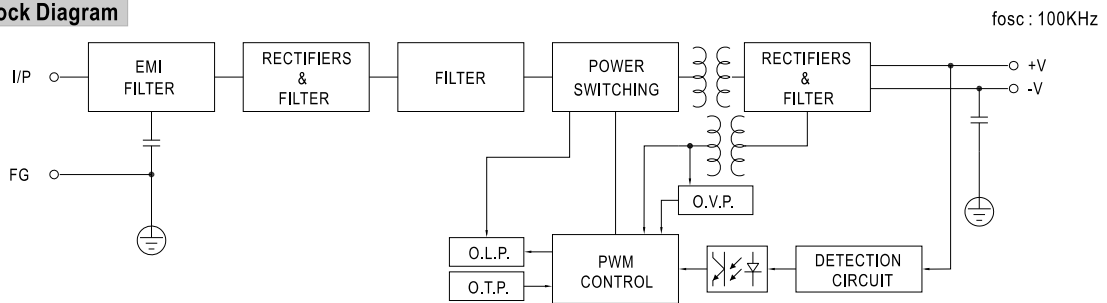 ock Diagram
fosc : 100KHz
I/P
EMI
FILTER
RECTIFIERS
&
FILTER
FILTER
POWER
SWITCHING
RECTIFIERS
&
FILTER
+V
-V
FG
O.V.P.
O.L.P.
O.T.P.
PWM
CONTROL
DETECTION
CIRCUIT